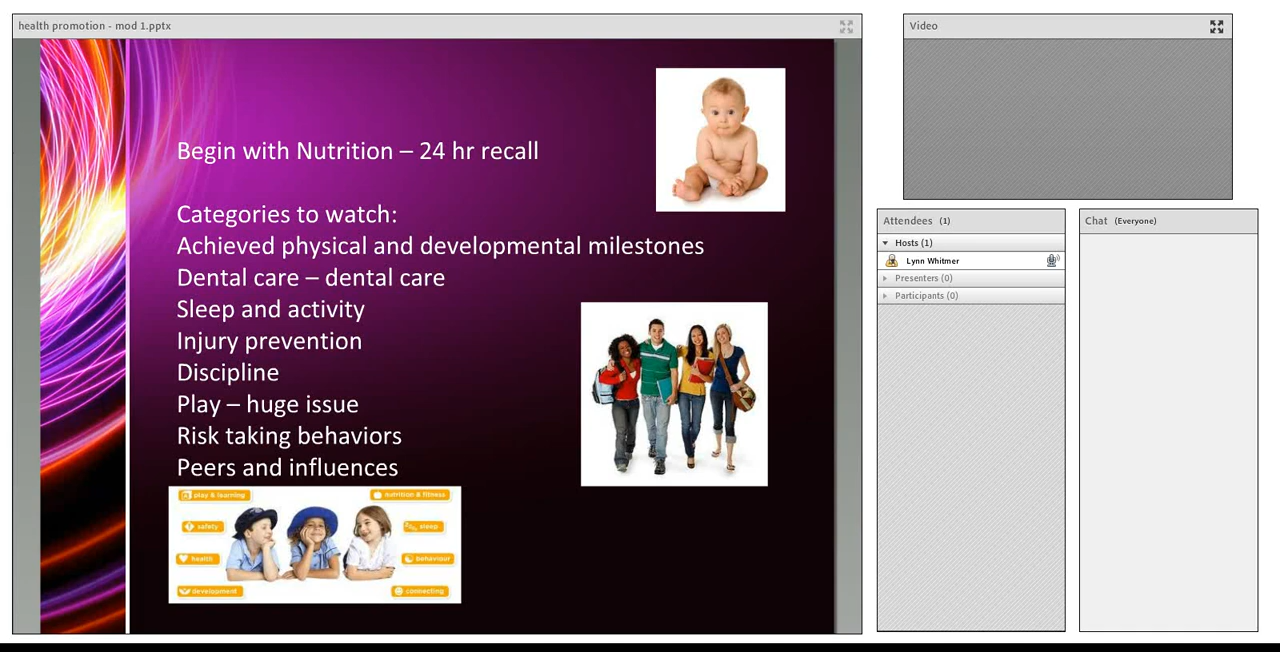 health promotion - mod 1.pptx
Begin with Nutrition – 24 hr recall
Categories to watch:
Achieved physical and developmental milestones
Dental care – dental care
Sleep and activity
Injury prevention
Discipline
Play – huge issue
Risk taking behaviors
Peers and influences
play & learning
nutrition & fitness
safety
sleep
health
behaviour
development
connecting
Video
Attendees (1)
Hosts (1)
Lynn Whitmer
Presenters (0)
Participants (0)
Chat (Everyone)